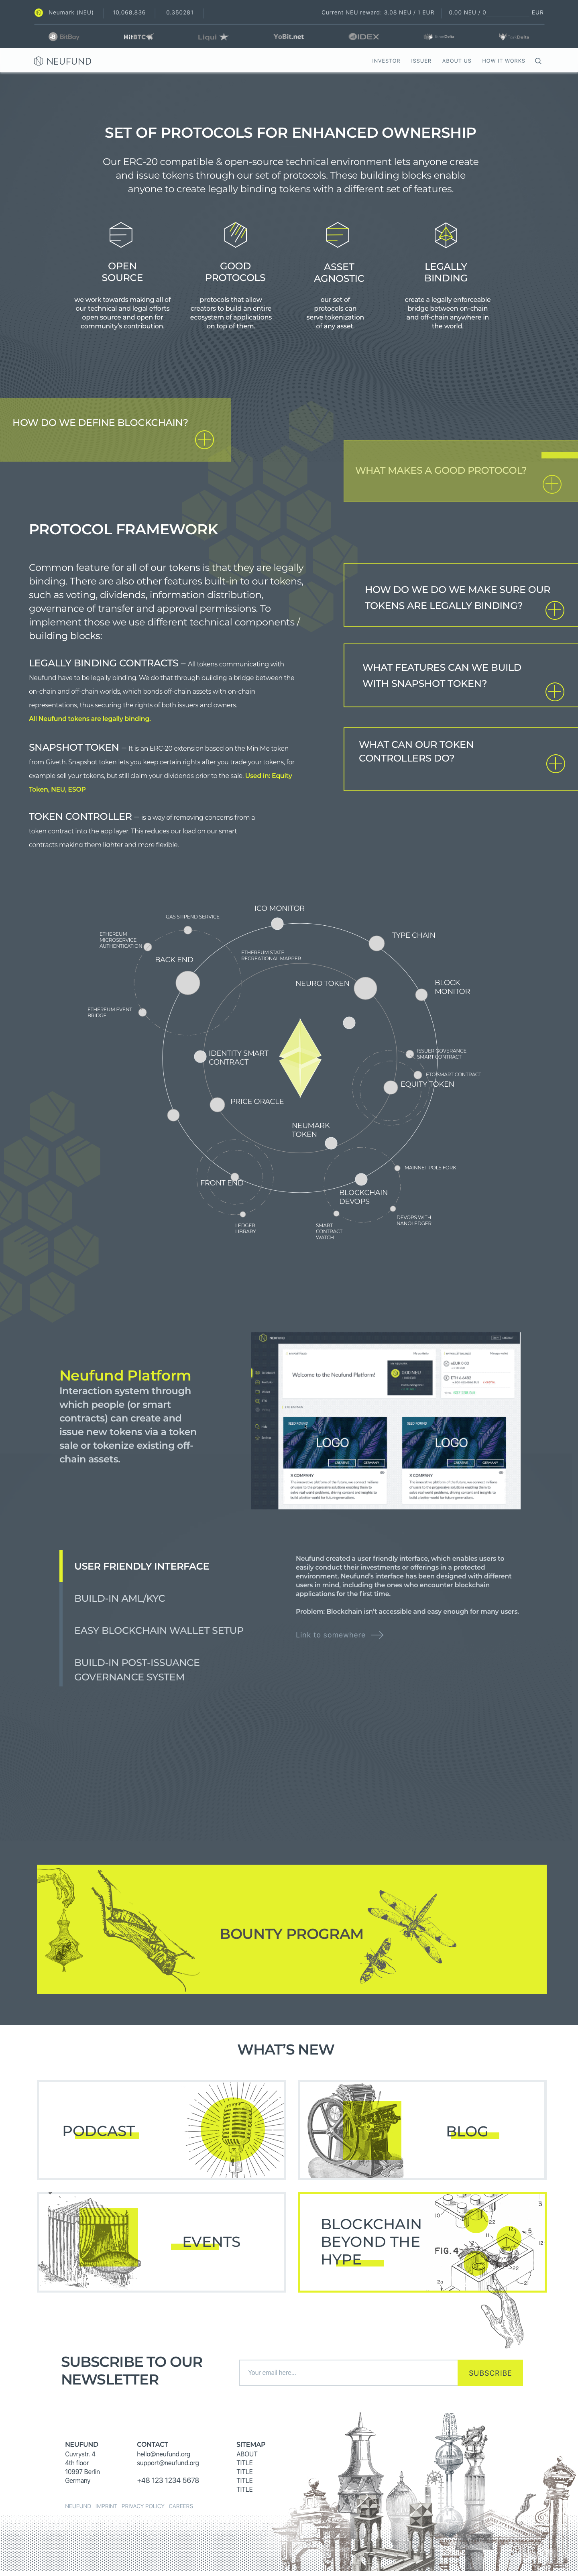 Neumark (NEU) 10,068,836 0.350281 Current NEU reward: 3.08 NEU / 1 EUR 0.00 NEU / 0 EUR
BitBay HitBTC Liqui YoBit.net IDEX
NEUFUND INVESTOR ISSUER ABOUT US HOW IT WORKS
SET OF PROTOCOLS FOR ENHANCED OWNERSHIP
Our ERC-20 compatible & open-source technical environment lets anyone create
and issue tokens through our set of protocols. These building blocks enable
anyone to create legally binding tokens with a different set of features.
OPEN
SOURCE
we work towards making all of
our technical and legal efforts
open source and open for
community's contribution.
GOOD
PROTOCOLS
protocols that allow
creators to build an entire
ecosystem of applications
on top of them.
ASSET
AGNOSTIC
our set of
protocols can
serve tokenization
of any asset.
LEGALLY
BINDING
create a legally enforceable
bridge between on-chain
and off-chain anywhere in
the world.
HOW DO WE DEFINE BLOCKCHAIN?
WHAT MAKES A GOOD PROTOCOL?
PROTOCOL FRAMEWORK
Common feature for all of our tokens is that they are legally
binding. There are also other features built-in to our tokens,
such as voting, dividends, information distribution,
governance of transfer and approval permissions. To
implement those we use different technical components /
building blocks:
LEGALLY BINDING CONTRACTS – All tokens communicating with
Neufund have to be legally binding. We do that through building a bridge between the
on-chain and off-chain worlds, which bonds off-chain assets with on-chain
representations, thus securing the rights of both issuers and owners.
All Neufund tokens are legally binding.
SNAPSHOT TOKEN – It is an ERC-20 extension based on the MiniMe token
from Giveth. Snapshot token lets you keep certain rights after you trade your tokens, for
example sell your tokens, but still claim your dividends prior to the sale. Used in: Equity
Token, NEU, ESOP
TOKEN CONTROLLER – is a way of removing concerns from a
token contract into the app layer. This reduces our load on our smart
contracts making them lighter and more flexible
HOW DO WE DO WE MAKE SURE OUR
TOKENS ARE LEGALLY BINDING?
WHAT FEATURES CAN WE BUILD
WITH SNAPSHOT TOKEN?
WHAT CAN OUR TOKEN
CONTROLLERS DO?
ICO MONITOR
GAS STIPEND SERVICE
ETHEREUM
MICROSERVICE
AUTHENTICATION
TYPE CHAIN
BACK END
ETHEREUM STATE
RECREATIONAL MAPPER
NEURO TOKEN
BLOCK
MONITOR
ETHEREUM EVENT
BRIDGE
IDENTITY SMART
CONTRACT
ISSUER GOVERANCE
SMART CONTRACT
ETO SMART CONTRACT
EQUITY TOKEN
PRICE ORACLE
NEUMARK
TOKEN
MAINNET POLS FORK
FRONT END
BLOCKCHAIN
DEVOPS
LEDGER
LIBRARY
SMART
CONTRACT
WATCH
DEVOPS WITH
NANOLEDGER
Neufund Platform
Interaction system through
which people (or smart
contracts) can create and
issue new tokens via a token
sale or tokenize existing off-
chain assets.
NEUFUND
Welcome to the Neufund Platform!
SEED ROUND SEED ROUND
LOGO LOGO
X COMPANY X COMPANY
USER FRIENDLY INTERFACE
BUILD-IN AML/KYC
EASY BLOCKCHAIN WALLET SETUP
BUILD-IN POST-ISSUANCE
GOVERNANCE SYSTEM
Neufund created a user friendly interface, which enables users to
easily conduct their investments or offerings in a protected
environment. Neufund's interface has been designed with different
users in mind, including the ones who encounter blockchain
applications for the first time.
Problem: Blockchain isn't accessible and easy enough for many users.
Link to somewhere
BOUNTY PROGRAM
WHAT'S NEW
PODCAST
BLOG
EVENTS
BLOCKCHAIN
BEYOND THE
HYPE
FIG. 4
SUBSCRIBE TO OUR
NEWSLETTER
Your email here...
SUBSCRIBE
NEUFUND
Cuvrystr. 4
4th floor
10997 Berlin
Germany
CONTACT
hello@neufund.org
support@neufund.org
+48 123 1234 5678
SITEMAP
ABOUT
TITLE
TITLE
TITLE
TITLE
NEUFUND IMPRINT PRIVACY POLICY CAREERS